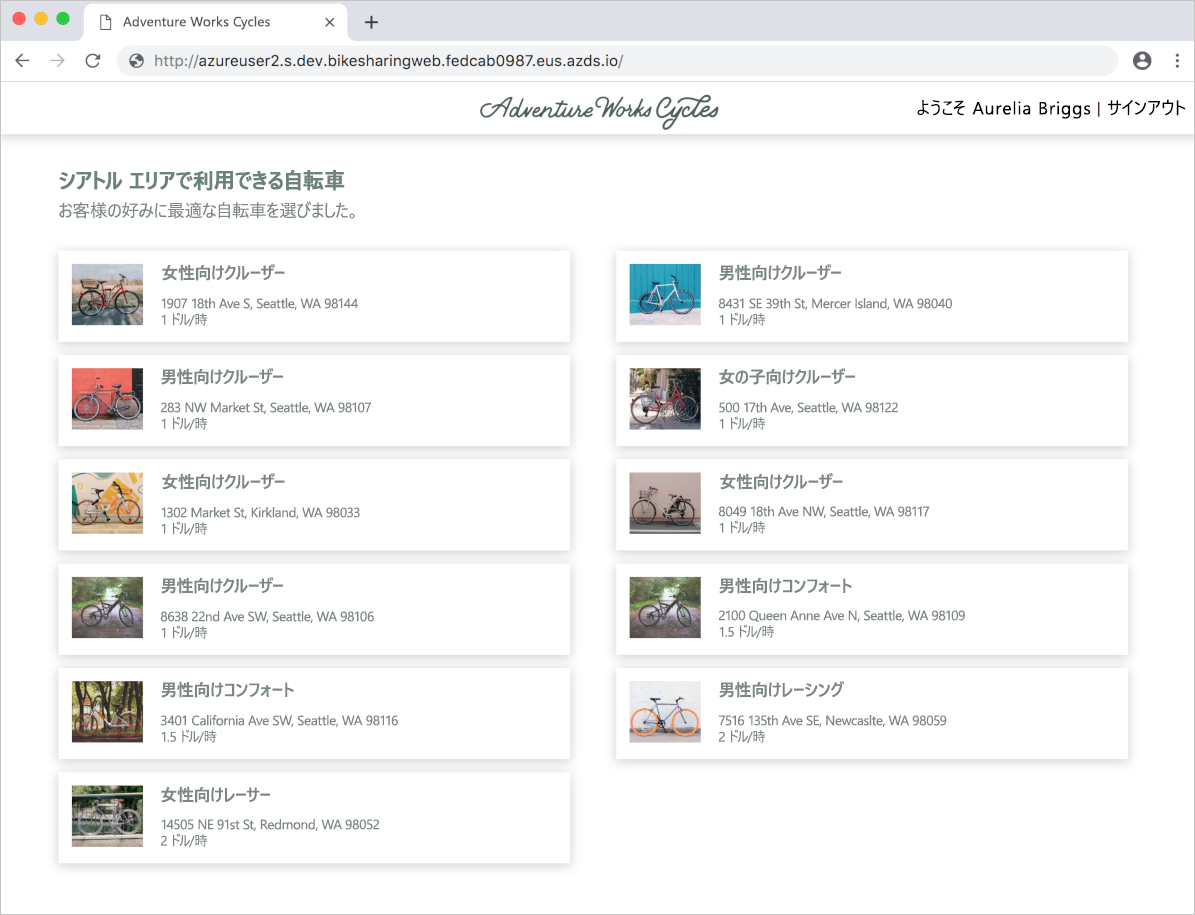 Adventure Works Cycles
http://azureuser2.s.dev.bikesharingweb.fedcab0987.eus.azds.io/
Adventure Works Cycles
ようこそ Aurelia Briggs | サインアウト
シアトル エリアで利用できる自転車
お客様の好みに最適な自転車を選びました。
女性向けクルーザー
1907 18th Ave S, Seattle, WA 98144
1 ドル/時
男性向けクルーザー
8431 SE 39th St, Mercer Island, WA 98040
1 ドル/時
男性向けクルーザー
283 NW Market St, Seattle, WA 98107
1 ドル/時
女の子向けクルーザー
500 17th Ave, Seattle, WA 98122
1 ドル/時
女性向けクルーザー
1302 Market St, Kirkland, WA 98033
1 ドル/時
女性向けクルーザー
8049 18th Ave NW, Seattle, WA 98117
1 ドル/時
男性向けクルーザー
8638 22nd Ave SW, Seattle, WA 98106
1 ドル/時
男性向けコンフォート
2100 Queen Anne Ave N, Seattle, WA 98109
1.5 ドル/時
男性向けコンフォート
3401 California Ave SW, Seattle, WA 98116
1.5 ドル/時
男性向けレーシング
7516 135th Ave SE, Newcaslte, WA 98059
2 ドル/時
女性向けレーサー
14505 NE 91st St, Redmond, WA 98052
2 ドル/時